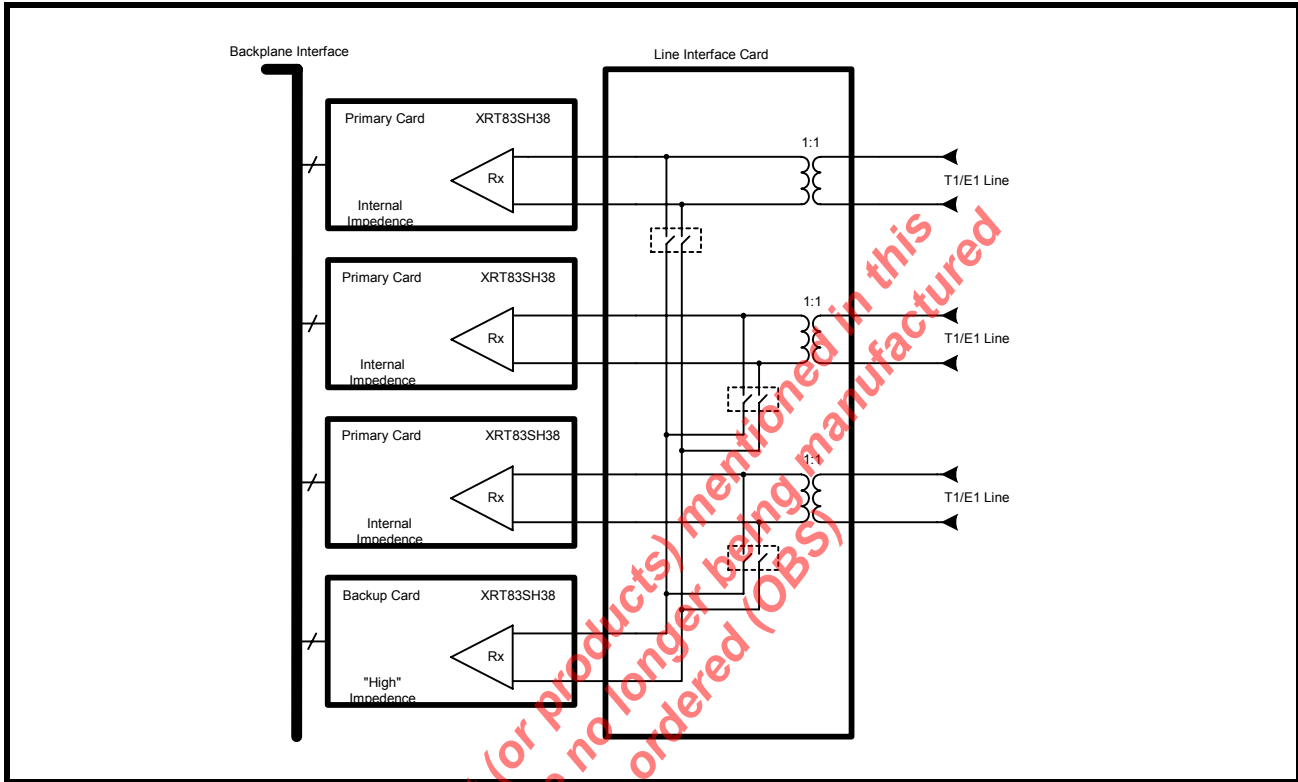 Backplane Interface
Line Interface Card
Primary Card XRT83SH38
Rx
Internal
Impedence
1:1
T1/E1 Line
Primary Card XRT83SH38
Rx
Internal
Impedence
1:1
T1/E1 Line
Primary Card XRT83SH38
Rx
Internal
Impedence
1:1
T1/E1 Line
Backup Card XRT83SH38
Rx
"High"
Impedence
(or products) mentioned in this
no longer being manufactured
ordered (OBS)